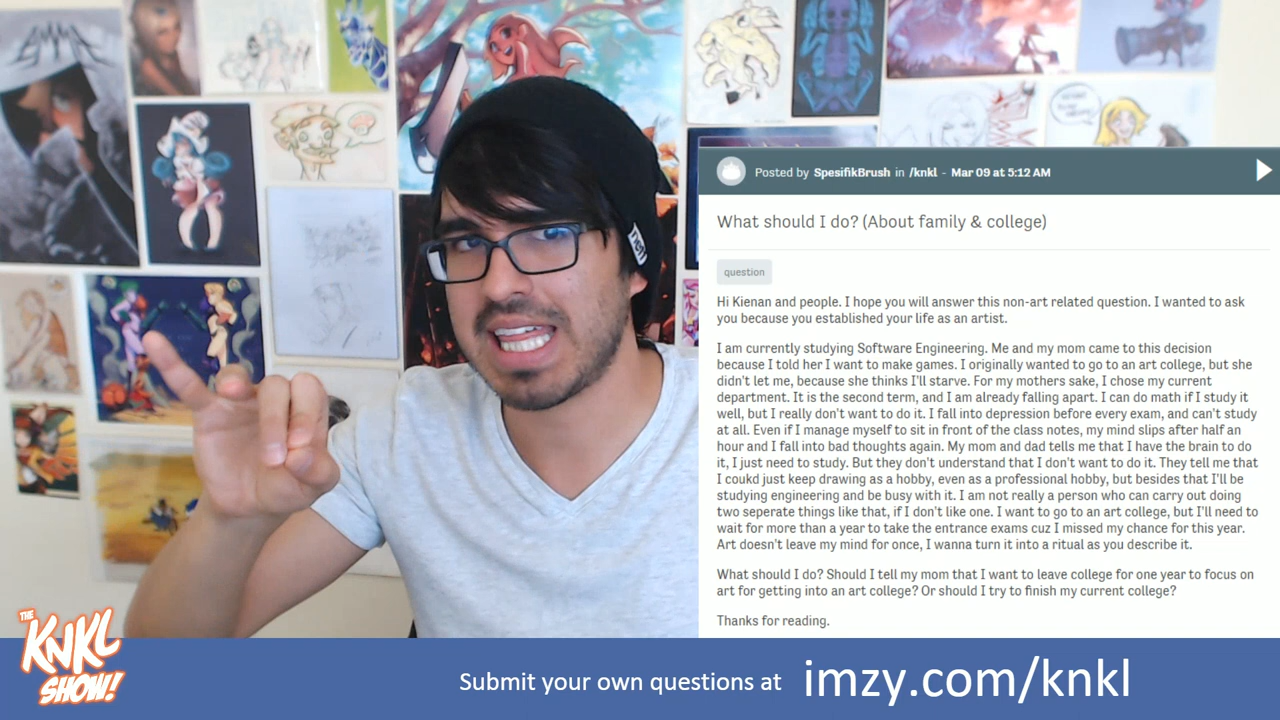 EMMA
neff
Posted by SpesifikBrush in /knkl - Mar 09 at 5:12 AM
What should I do? (About family & college)
question
Hi Kienan and people. I hope you will answer this non-art related question. I wanted to ask
you because you established your life as an artist.
I am currently studying Software Engineering. Me and my mom came to this decision
because I told her I want to make games. I originally wanted to go to an art college, but she
didn't let me, because she thinks I'll starve. For my mothers sake, I chose my current
department. It is the second term, and I am already falling apart. I can do math if I study it
well, but I really don't want to do it. I fall into depression before every exam, and can't study
at all. Even if I manage myself to sit in front of the class notes, my mind slips after half an
hour and I fall into bad thoughts again. My mom and dad tells me that I have the brain to do
it, I just need to study. But they don't understand that I don't want to do it. They tell me that
I coukd just keep drawing as a hobby, even as a professional hobby, but besides that I'll be
studying engineering and be busy with it. I am not really a person who can carry out doing
two seperate things like that, if I don't like one. I want to go to an art college, but I'll need to
wait for more than a year to take the entrance exams cuz I missed my chance for this year.
Art doesn't leave my mind for once, I wanna turn it into a ritual as you describe it.
What should I do? Should I tell my mom that I want to leave college for one year to focus on
art for getting into an art college? Or should I try to finish my current college?
Thanks for reading.
THE
KNKL
SHOW!
Submit your own questions at imzy.com/knkl